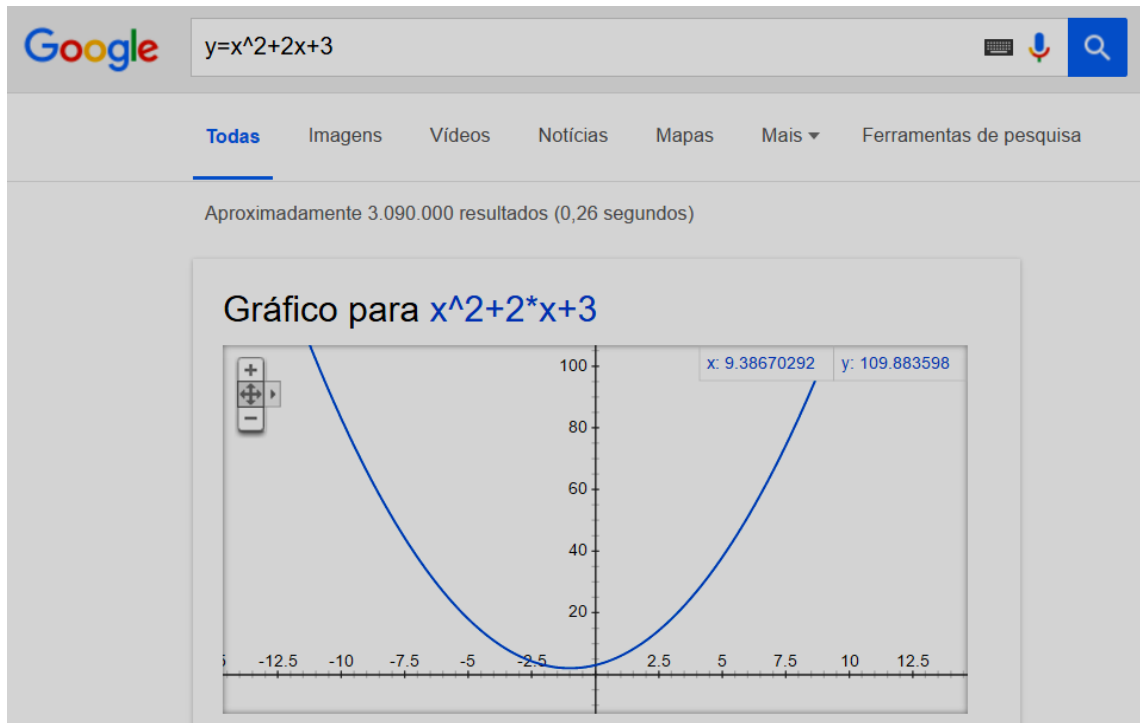 Google y=x^2+2x+3
Todas Imagens Vídeos Notícias Mapas Mais Ferramentas de pesquisa
Aproximadamente 3.090.000 resultados (0,26 segundos)
Gráfico para x^2+2*x+3
x: 9.38670292 y: 109.883598
100
80
60
40
20
5 -12.5 -10 -7.5 -5 -2.5 2.5 5 7.5 10 12.5